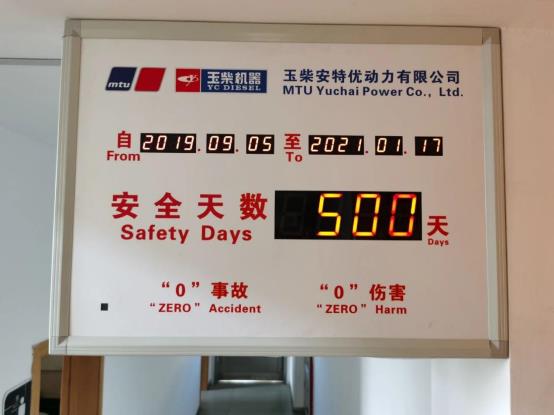 mtu 玉柴机器 玉柴安特优动力有限公司
YC DIESEL MTU Yuchai Power Co., Ltd.
自 2019.09.05 至 2021.01.17
From To
安全天数 500 天
Safety Days Days
“0”事故 “0”伤害
“ZERO” Accident “ZERO” Harm